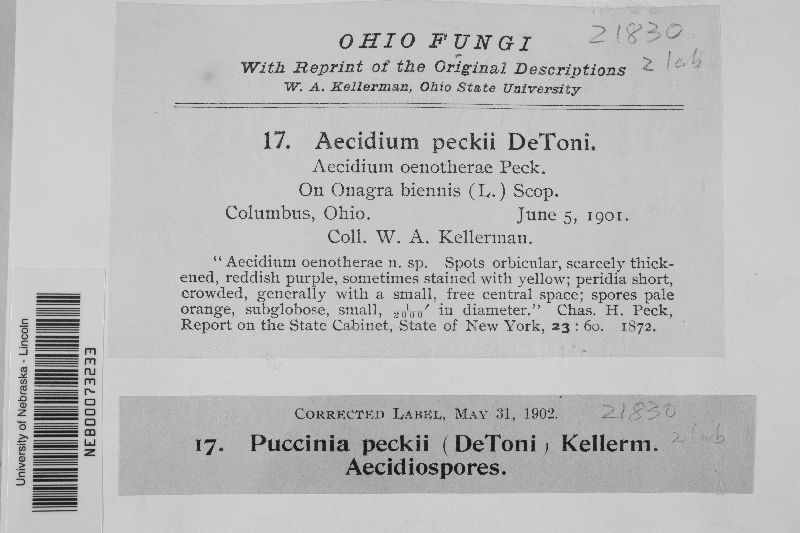 OHIO FUNGI
21830
With Reprint of the Original Descriptions
2 lab
W. A. Kellerman, Ohio State University
17. Aecidium peckii DeToni.
Aecidium oenotherae Peck.
On Onagra biennis (L.) Scop.
Columbus, Ohio. June 5, 1901.
Coll. W. A. Kellerman.
“Aecidium oenotherae n. sp. Spots orbicular, scarcely thick-
ened, reddish purple, sometimes stained with yellow; peridia short,
crowded, generally with a small, free central space; spores pale
orange, subglobose, small, 1/2000′ in diameter.” Chas. H. Peck,
Report on the State Cabinet, State of New York, 23 : 60. 1872.
University of Nebraska - Lincoln
NEB00073233
CORRECTED LABEL, MAY 31, 1902.
21830
17. Puccinia peckii (DeToni) Kellerm.
2 lab
Aecidiospores.